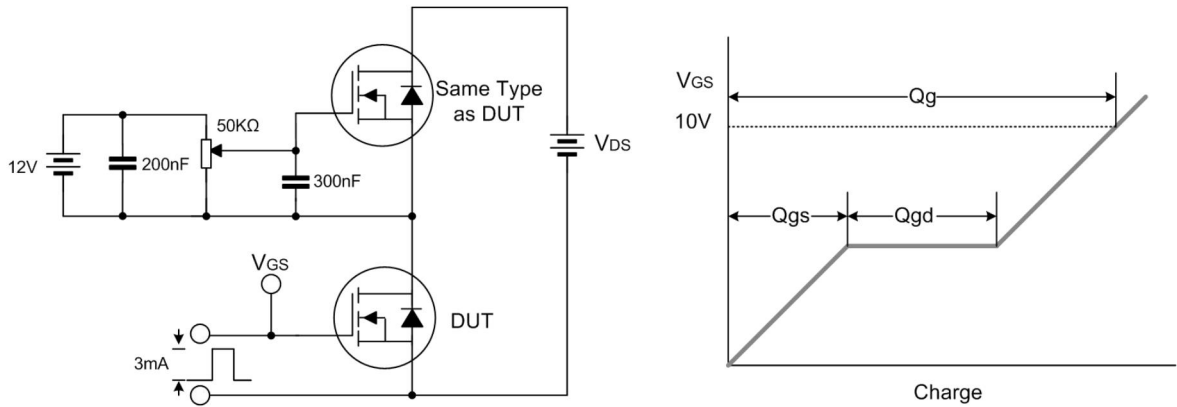 12V
200nF
50KΩ
300nF
Same Type
as DUT
VDS
VGS
DUT
3mA
VGS
10V
Qg
Qgs
Qgd
Charge